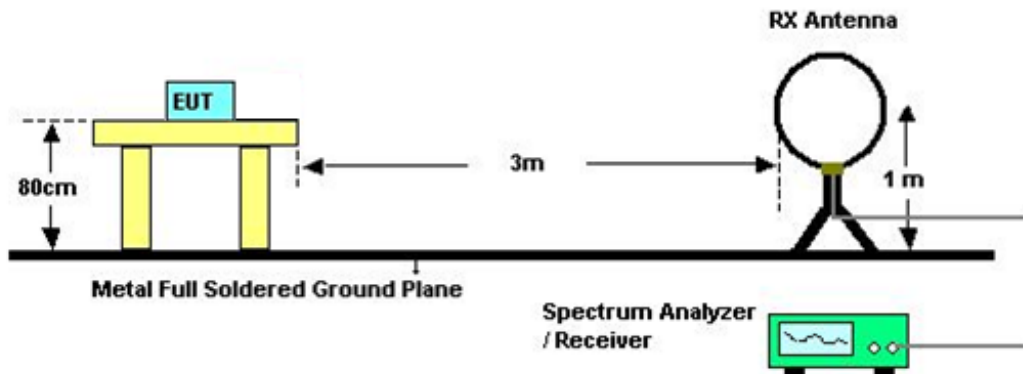 RX Antenna
EUT
80cm
3m
1 m
Metal Full Soldered Ground Plane
Spectrum Analyzer
/ Receiver